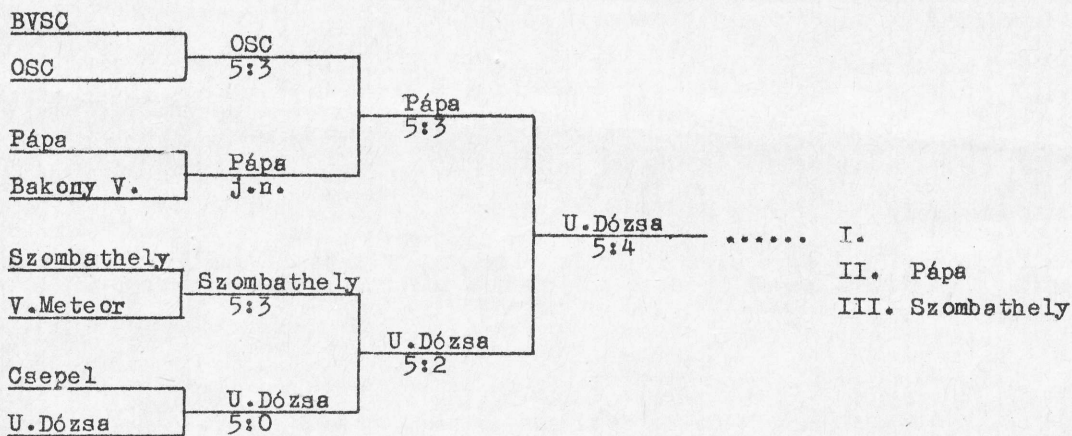 BVSC
OSC
OSC
5:3
Pápa
5:3
Pápa
Pápa
j.n.
Bakony V.
U.Dózsa ...... I.
5:4
II. Pápa
III. Szombathely
Szombathely
Szombathely
5:3
V.Meteor
U.Dózsa
5:2
Csepel
U.Dózsa
5:0
U.Dózsa